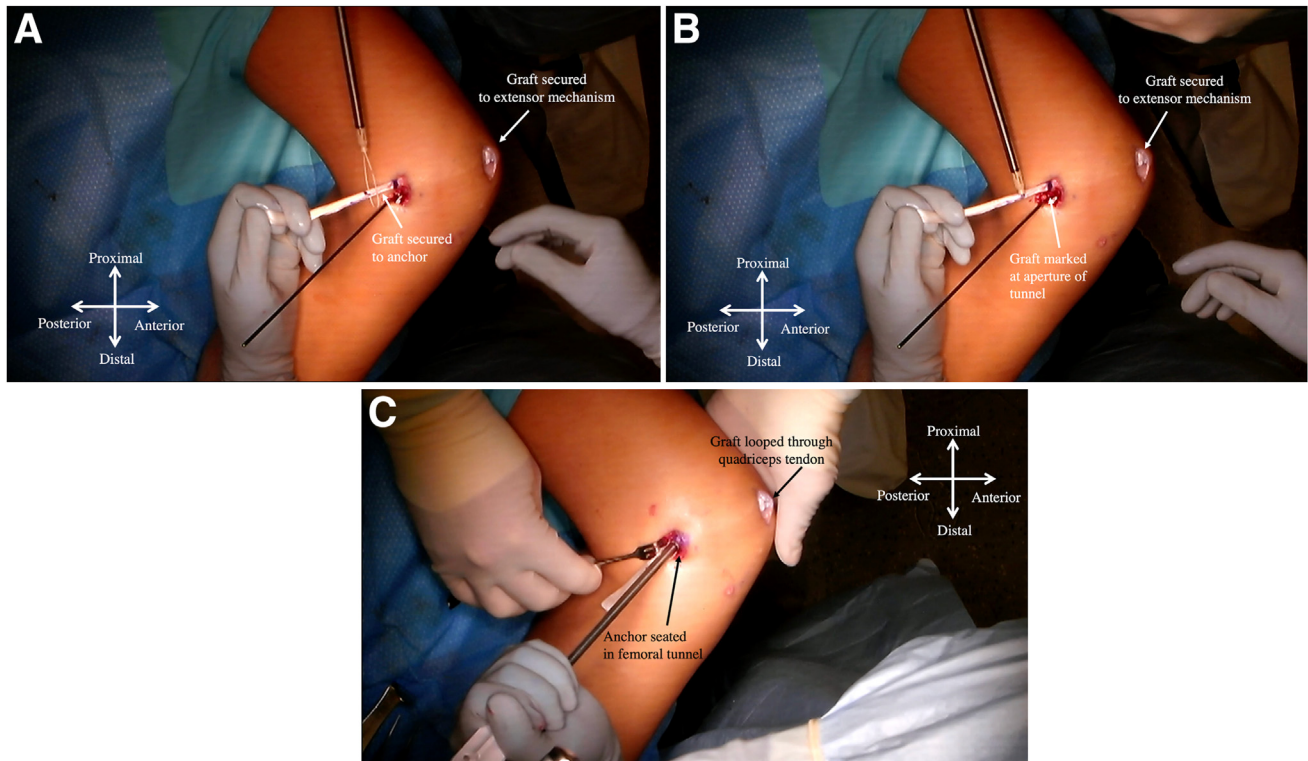 A
Graft secured
to extensor mechanism
Graft secured
to anchor
Proximal
Posterior
Anterior
Distal
B
Graft secured
to extensor mechanism
Graft marked
at aperture of
tunnel
Proximal
Posterior
Anterior
Distal
C
Graft looped through
quadriceps tendon
Proximal
Posterior
Anterior
Distal
Anchor seated
in femoral tunnel